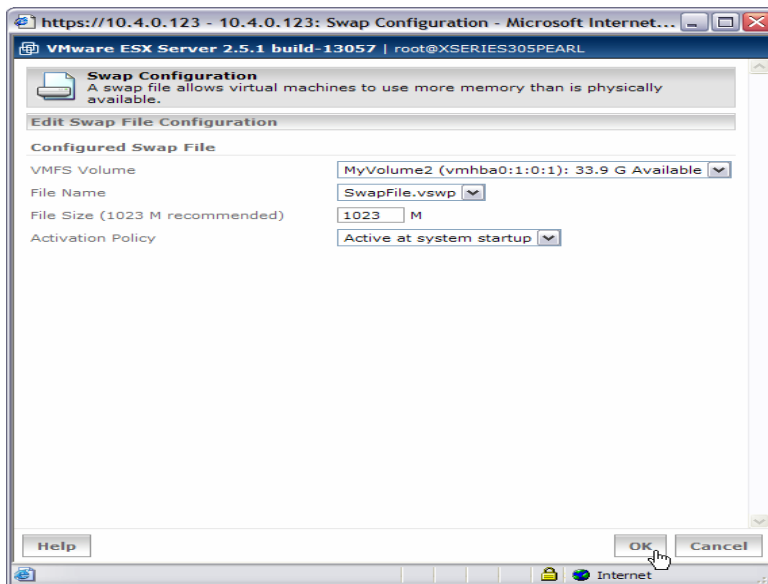 https://10.4.0.123 - 10.4.0.123: Swap Configuration - Microsoft Internet...
VMware ESX Server 2.5.1 build-13057 | root@XSERIES305PEARL
Swap Configuration
A swap file allows virtual machines to use more memory than is physically
available.
Edit Swap File Configuration
Configured Swap File
VMFS Volume MyVolume2 (vmhba0:1:0:1): 33.9 G Available
File Name SwapFile.vswp
File Size (1023 M recommended) 1023 M
Activation Policy Active at system startup
Help OK Cancel
Internet